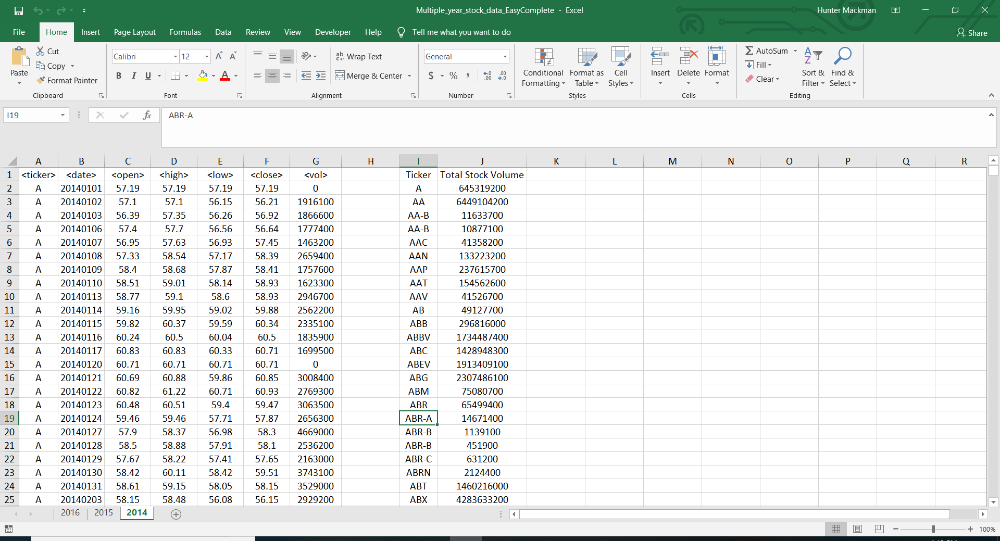 Multiple_year_stock_data_EasyComplete - Excel
Hunter Mackman
File Home Insert Page Layout Formulas Data Review View Developer Help Tell me what you want to do Share
Paste
Cut
Copy
Format Painter
Clipboard
Calibri 12
B I U A
Font
Wrap Text
Merge & Center
Alignment
General
$ % ,
Number
Conditional Formatting
Format as Table
Cell Styles
Styles
Insert Delete Format
Cells
AutoSum
Fill
Clear
Sort & Filter
Find & Select
Editing
I19 fx ABR-A
A B C D E F G H I J K L M N O P Q R
1 <ticker> <date> <open> <high> <low> <close> <vol> Ticker Total Stock Volume
2 A 20140101 57.19 57.19 57.19 57.19 0 A 645319200
3 A 20140102 57.1 57.1 56.15 56.21 1916100 AA 6449104200
4 A 20140103 56.39 57.35 56.26 56.92 1866600 AA-B 11633700
5 A 20140106 57.4 57.7 56.56 56.64 1777400 AA-B 10877100
6 A 20140107 56.95 57.63 56.93 57.45 1463200 AAC 41358200
7 A 20140108 57.33 58.54 57.17 58.39 2659400 AAN 133223200
8 A 20140109 58.4 58.68 57.87 58.41 1757600 AAP 237615700
9 A 20140110 58.51 59.01 58.14 58.93 1623300 AAT 154562600
10 A 20140113 58.77 59.1 58.6 58.93 2946700 AAV 41526700
11 A 20140114 59.16 59.95 59.02 59.88 2562200 AB 49127700
12 A 20140115 59.82 60.37 59.59 60.34 2335100 ABB 296816000
13 A 20140116 60.24 60.5 60.04 60.5 1835900 ABBV 1734487400
14 A 20140117 60.83 60.83 60.33 60.71 1699500 ABC 1428948300
15 A 20140120 60.71 60.71 60.71 60.71 0 ABEV 1913409100
16 A 20140121 60.69 60.88 59.86 60.85 3008400 ABG 2307486100
17 A 20140122 60.82 61.22 60.71 60.93 2769300 ABM 75080700
18 A 20140123 60.48 60.51 59.4 59.47 3063500 ABR 65499400
19 A 20140124 59.46 59.46 57.71 57.87 2656300 ABR-A 14671400
20 A 20140127 57.9 58.37 56.98 58.3 4669000 ABR-B 1139100
21 A 20140128 58.5 58.88 57.91 58.1 2536200 ABR-B 451900
22 A 20140129 57.67 58.22 57.41 57.65 2163000 ABR-C 631200
23 A 20140130 58.42 60.11 58.42 59.51 3743100 ABRN 2124400
24 A 20140131 58.61 59.15 58.05 58.15 3529000 ABT 1460216000
25 A 20140203 58.15 58.48 56.08 56.15 2929200 ABX 4283633200
2016 2015 2014
100%